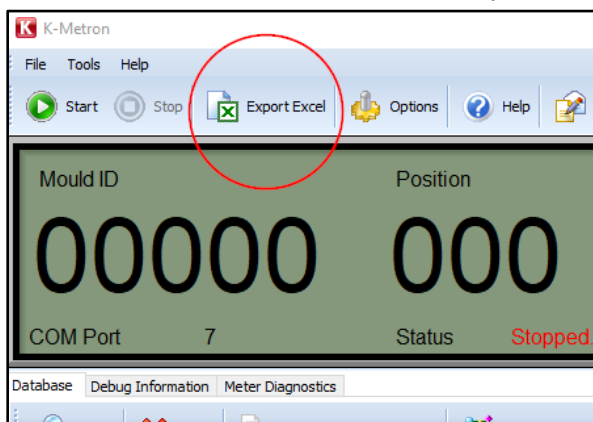 K K-Metron
File Tools Help
Start Stop Export Excel Options Help
Mould ID Position
00000 000
COM Port 7 Status Stopped.
Database Debug Information Meter Diagnostics